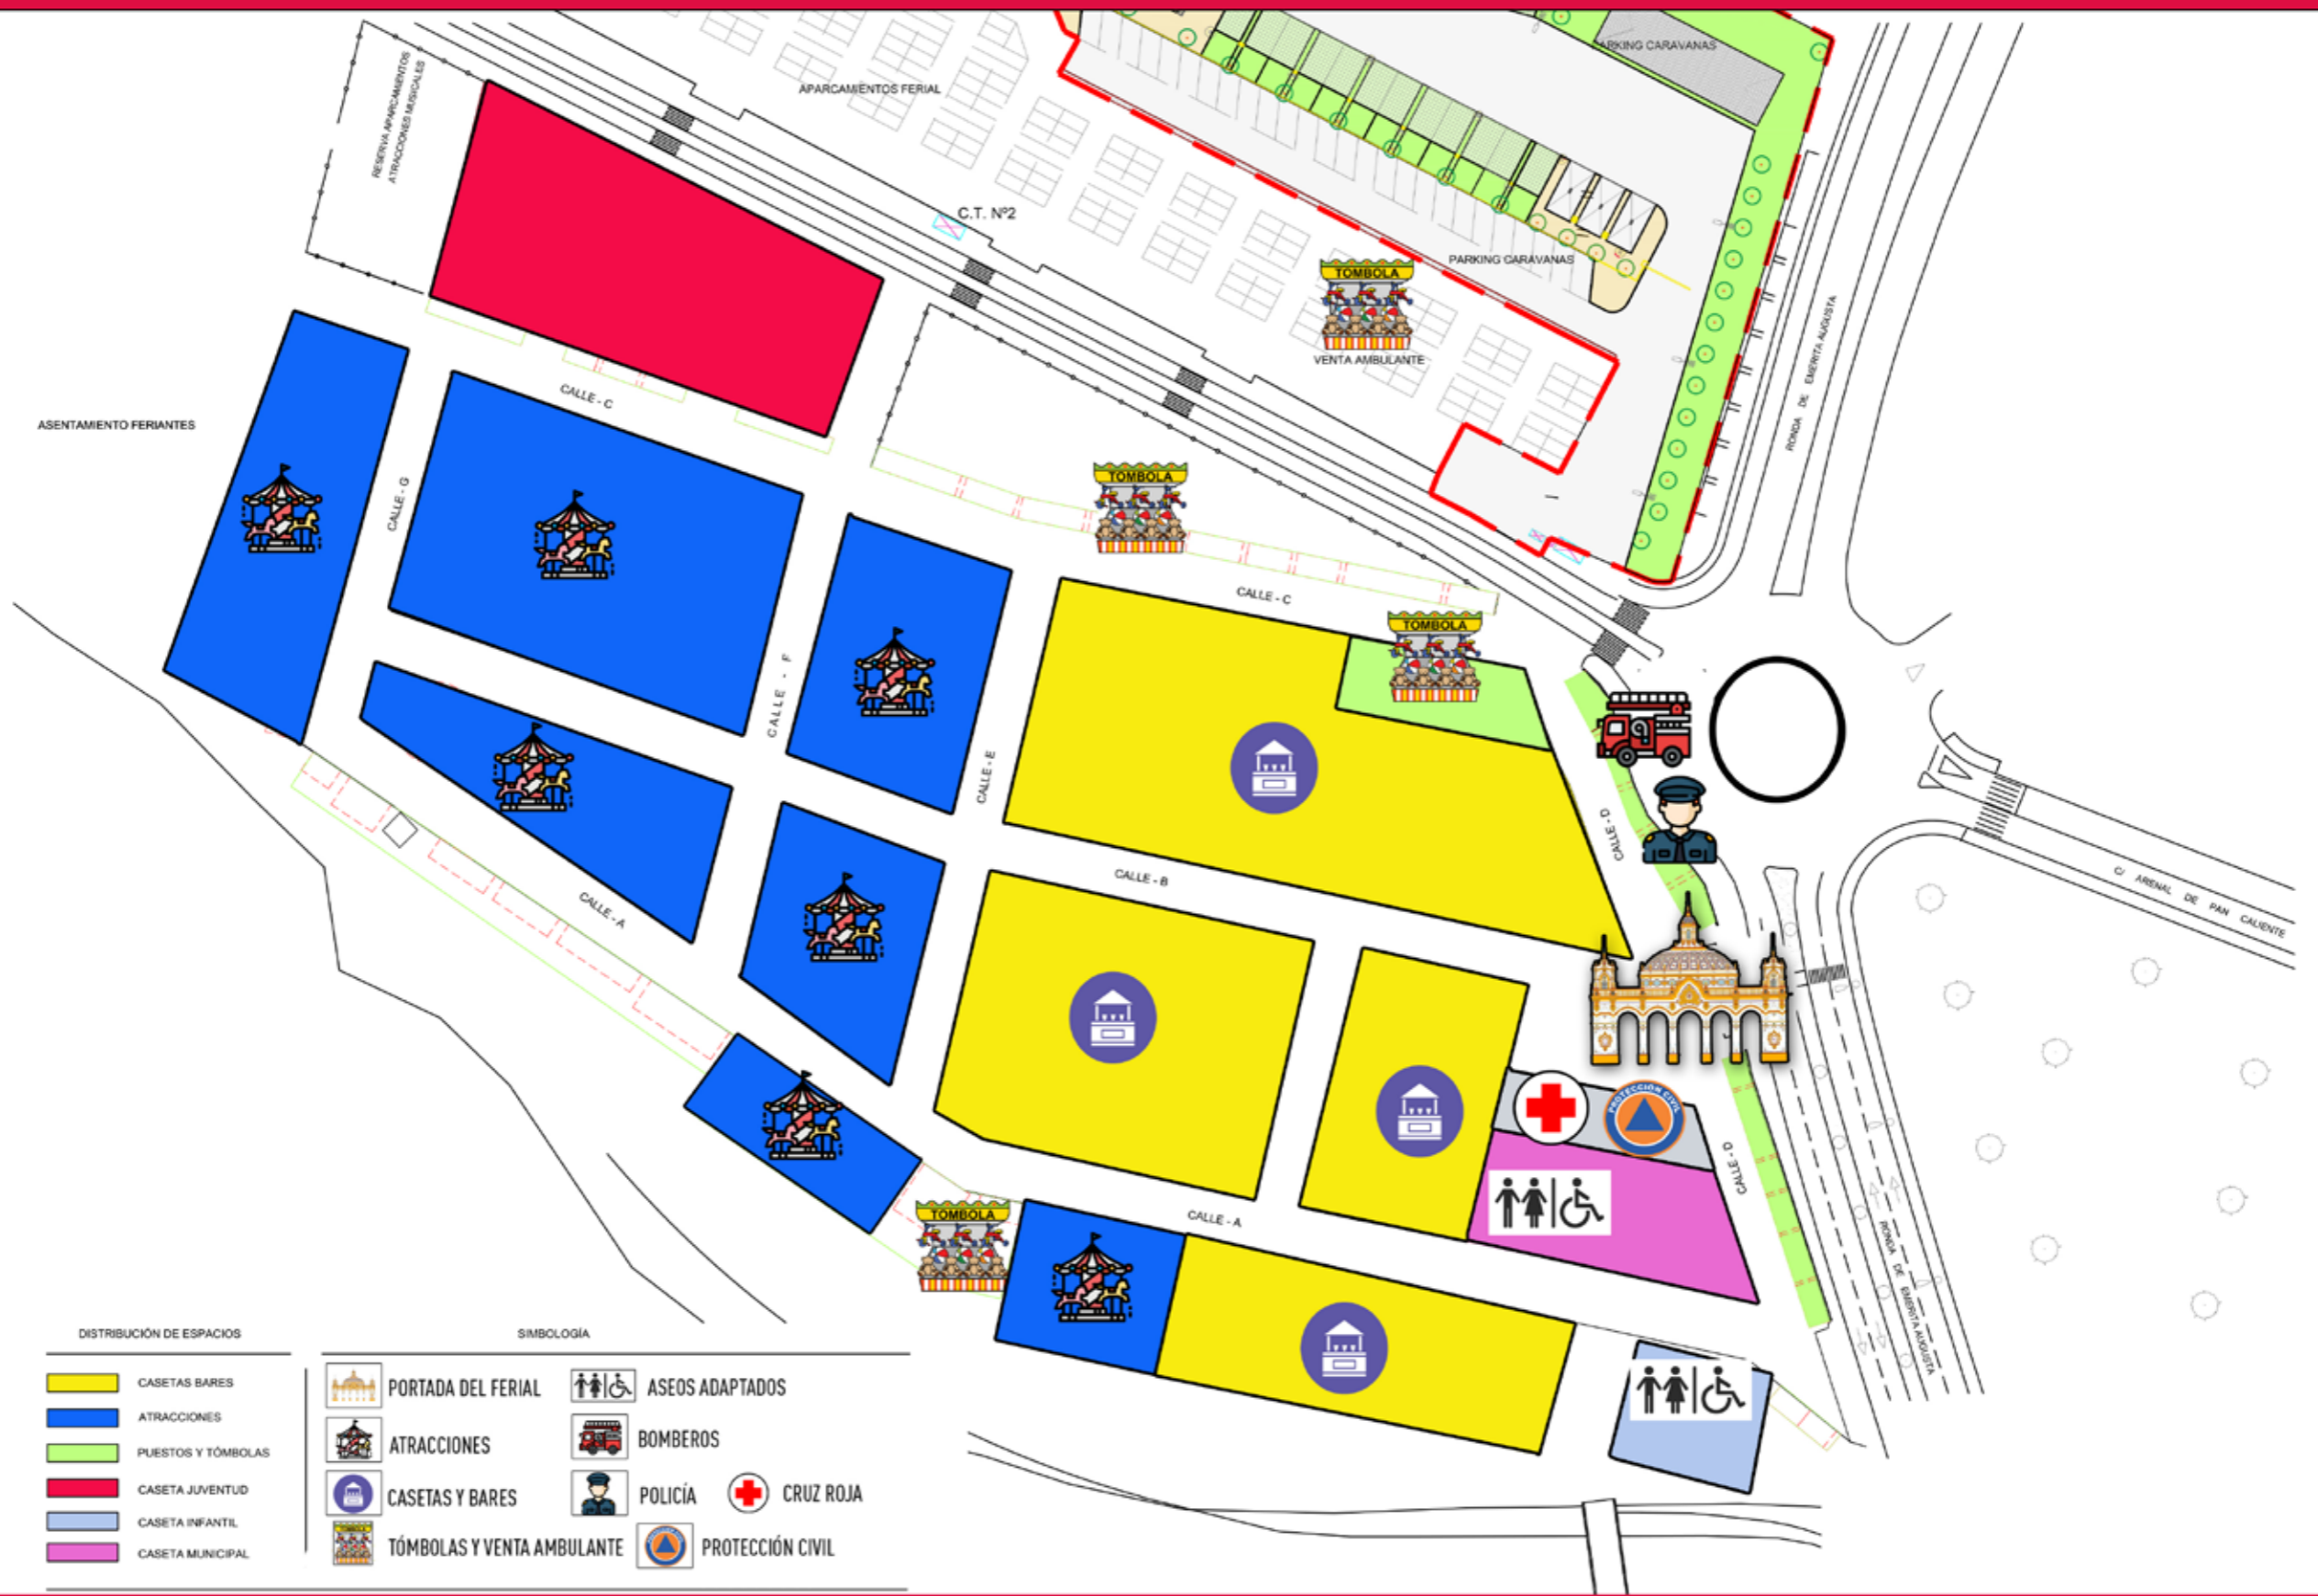 PARKING CARAVANAS
RESERVA APARCAMIENTOS
ATRACCIONES MUSICALES
APARCAMIENTOS FERIAL
C.T. Nº2
PARKING CARAVANAS
TOMBOLA
VENTA AMBULANTE
RONDA DE EMERITA AUGUSTA
CALLE - C
ASENTAMIENTO FERIANTES
CALLE - G
TOMBOLA
CALLE - C
TOMBOLA
CALLE - F
CALLE - E
CALLE - D
CALLE - B
C/ ARENAL DE PAN CALIENTE
CALLE - A
PROTECCIÓN CIVIL
CALLE - D
TOMBOLA
CALLE - A
RONDA DE EMERITA AUGUSTA
DISTRIBUCIÓN DE ESPACIOS
CASETAS BARES
ATRACCIONES
PUESTOS Y TÓMBOLAS
CASETA JUVENTUD
CASETA INFANTIL
CASETA MUNICIPAL
SIMBOLOGÍA
PORTADA DEL FERIAL
ASEOS ADAPTADOS
ATRACCIONES
BOMBEROS
CASETAS Y BARES
POLICÍA
CRUZ ROJA
TOMBOLA
TÓMBOLAS Y VENTA AMBULANTE
PROTECCIÓN CIVIL